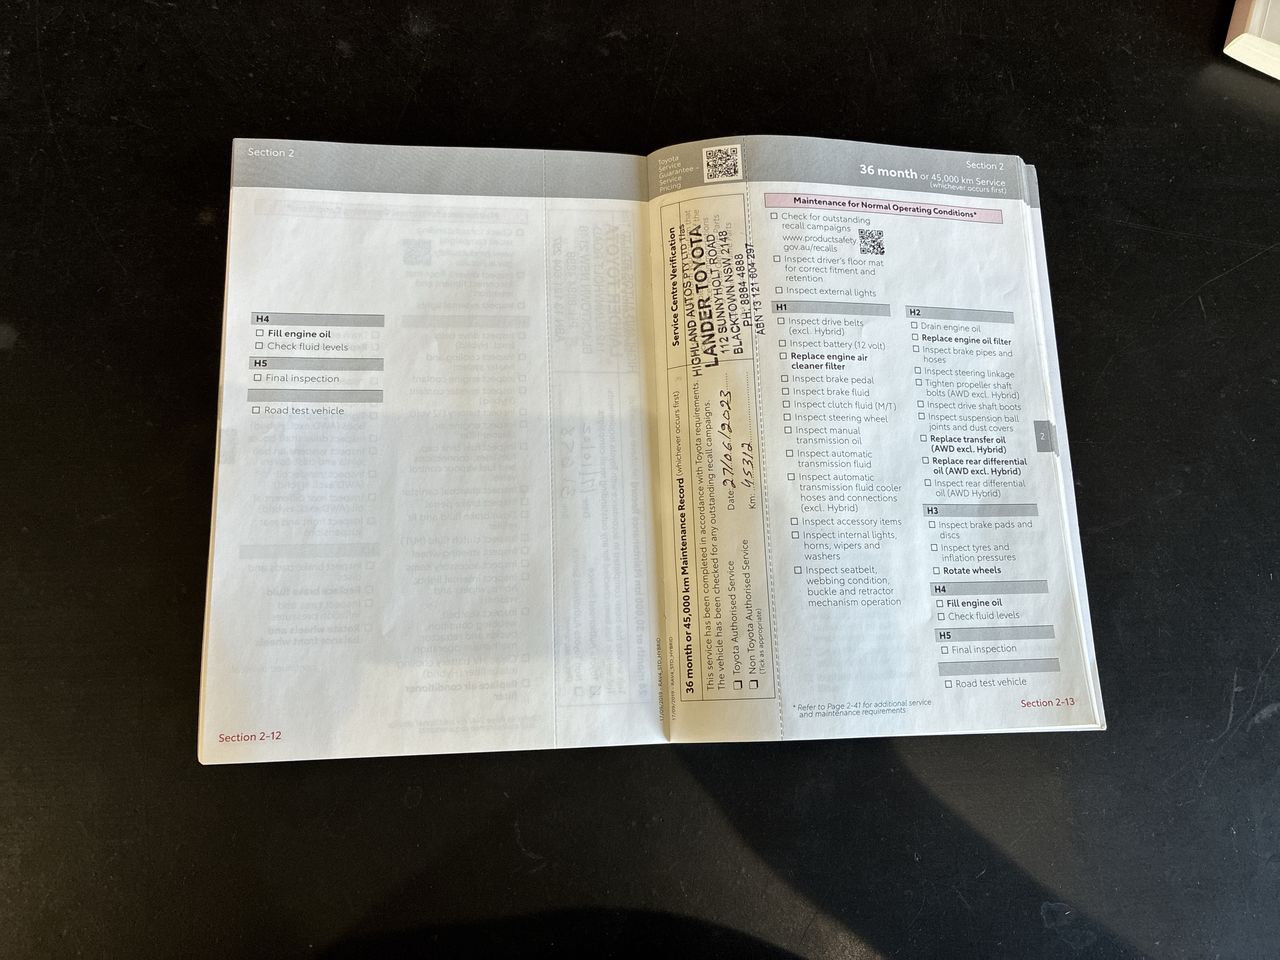 Section 2
H4
☐ Fill engine oil
☐ Check fluid levels
H5
☐ Final inspection
☐ Road test vehicle
Section 2-12
Toyota
Service
Guarantee –
Service
Pricing
36 month or 45,000 km Maintenance Record (whichever occurs first)
Service Centre Verification
This service has been completed in accordance with Toyota requirements.
The vehicle has been checked for any outstanding recall campaigns.
☐ Toyota Authorised Service
☐ Non Toyota Authorised Service
(Tick as appropriate)
Date: 27/06/2023
Km: 45312
HIGHLAND AUTOS PTY LTD T/as
LANDER TOYOTA
112 SUNNYHOLT ROAD
BLACKTOWN NSW 2148
PH: 8884 4888
ABN 13 121 604 297
17/09/2019 - RAV4_STD_HYBRID
Section 2
36 month or 45,000 km Service
(whichever occurs first)
Maintenance for Normal Operating Conditions*
☐ Check for outstanding
recall campaigns
www.productsafety.
gov.au/recalls
☐ Inspect driver's floor mat
for correct fitment and
retention
☐ Inspect external lights
H1
☐ Inspect drive belts
(excl. Hybrid)
☐ Inspect battery (12 volt)
☐ Replace engine air
cleaner filter
☐ Inspect brake pedal
☐ Inspect brake fluid
☐ Inspect clutch fluid (M/T)
☐ Inspect steering wheel
☐ Inspect manual
transmission oil
☐ Inspect automatic
transmission fluid
☐ Inspect automatic
transmission fluid cooler
hoses and connections
(excl. Hybrid)
☐ Inspect accessory items
☐ Inspect internal lights,
horns, wipers and
washers
☐ Inspect seatbelt,
webbing condition,
buckle and retractor
mechanism operation
H2
☐ Drain engine oil
☐ Replace engine oil filter
☐ Inspect brake pipes and
hoses
☐ Inspect steering linkage
☐ Tighten propeller shaft
bolts (AWD excl. Hybrid)
☐ Inspect drive shaft boots
☐ Inspect suspension ball
joints and dust covers
☐ Replace transfer oil
(AWD excl. Hybrid)
☐ Replace rear differential
oil (AWD excl. Hybrid)
☐ Inspect rear differential
oil (AWD Hybrid)
H3
☐ Inspect brake pads and
discs
☐ Inspect tyres and
inflation pressures
☐ Rotate wheels
H4
☐ Fill engine oil
☐ Check fluid levels
H5
☐ Final inspection
☐ Road test vehicle
2
* Refer to Page 2-41 for additional service
and maintenance requirements
Section 2-13